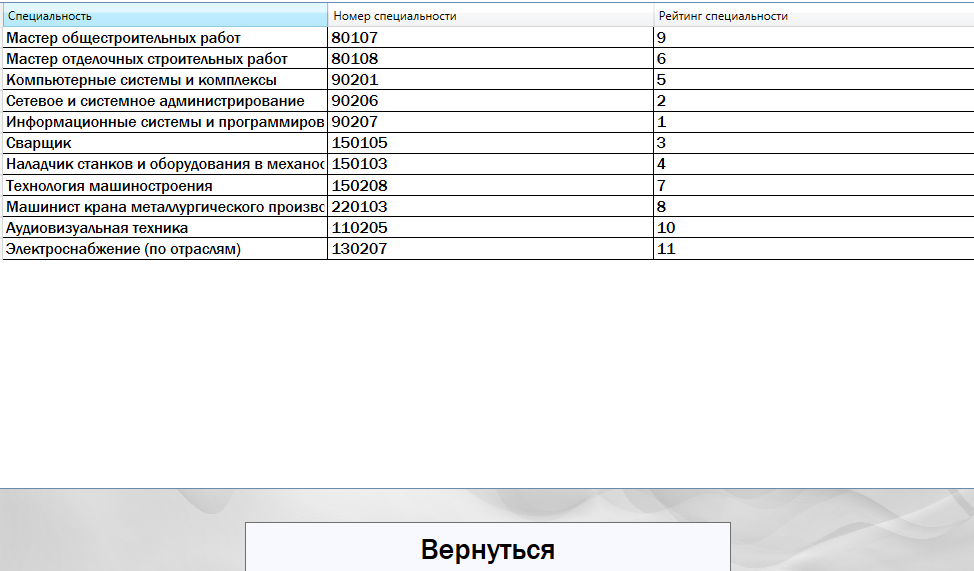 Специальность Номер специальности Рейтинг специальности
Мастер общестроительных работ 80107 9
Мастер отделочных строительных работ 80108 6
Компьютерные системы и комплексы 90201 5
Сетевое и системное администрирование 90206 2
Информационные системы и программиров 90207 1
Сварщик 150105 3
Наладчик станков и оборудования в механос 150103 4
Технология машиностроения 150208 7
Машинист крана металлургического произво 220103 8
Аудиовизуальная техника 110205 10
Электроснабжение (по отраслям) 130207 11
Вернуться